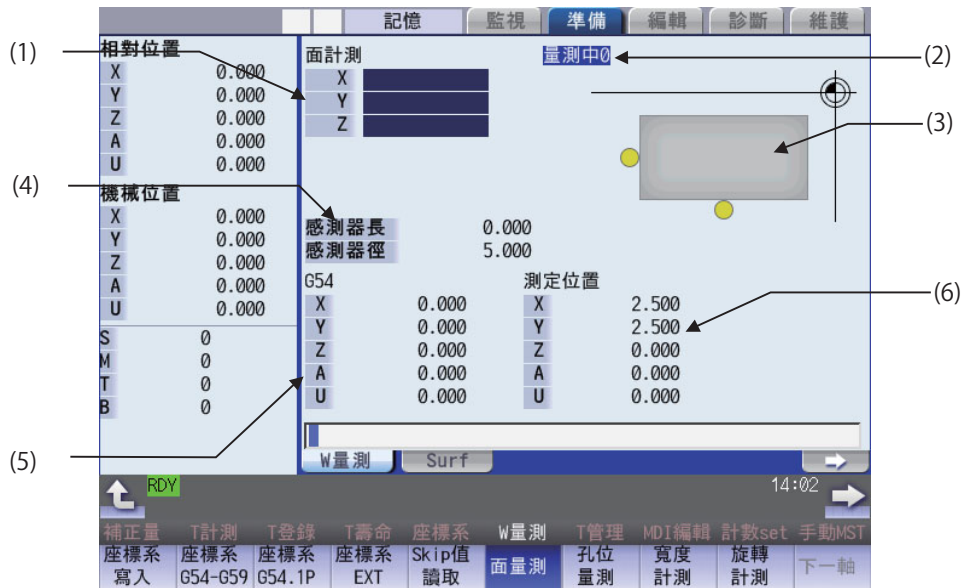 記憶 監視 準備 編輯 診斷 維護
(1)
(2)
(3)
(4)
(5)
(6)
相對位置
X 0.000
Y 0.000
Z 0.000
A 0.000
U 0.000
機械位置
X 0.000
Y 0.000
Z 0.000
A 0.000
U 0.000
S 0
M 0
T 0
B 0
面計測 量測中0
X
Y
Z
感測器長 0.000
感測器徑 5.000
G54 測定位置
X 0.000 X 2.500
Y 0.000 Y 2.500
Z 0.000 Z 0.000
A 0.000 A 0.000
U 0.000 U 0.000
W量測 Surf
RDY 14:02
補正量 T計測 T登錄 T壽命 座標系 W量測 T管理 MDI編輯 計數set 手動MST
座標系 座標系 座標系 座標系 Skip值 面量測 孔位 寬度 旋轉 下一軸
寫入 G54-G59 G54.1P EXT 讀取 量測 計測 計測